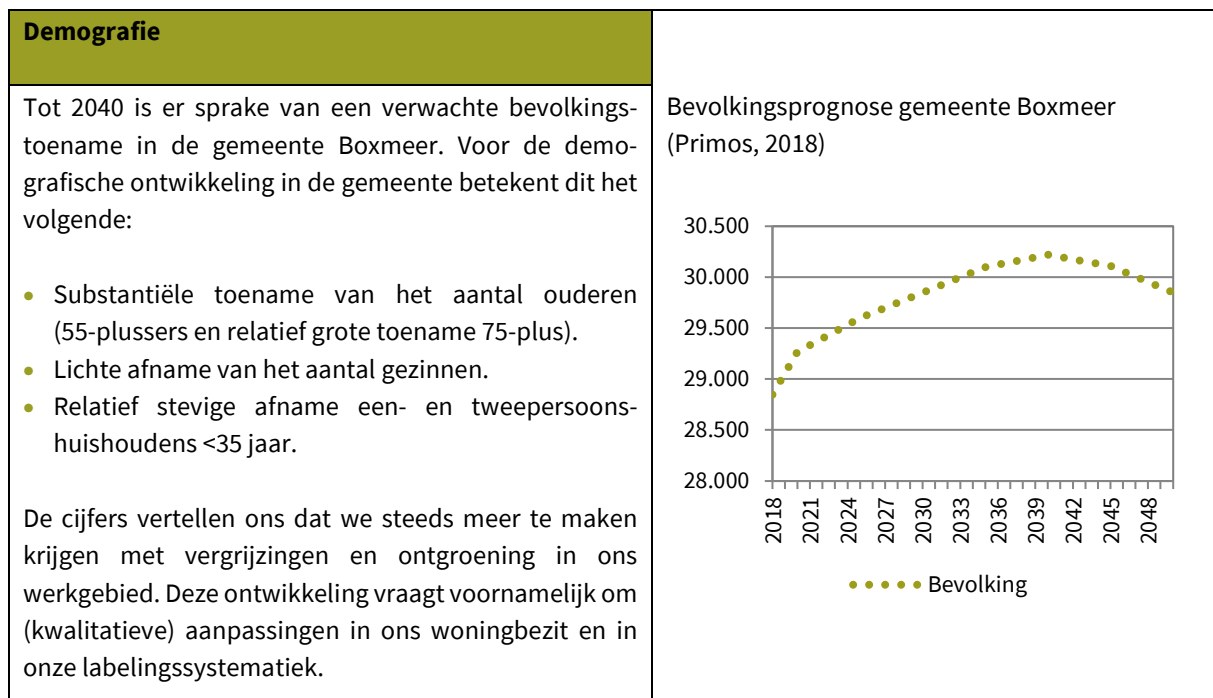 Demografie
Tot 2040 is er sprake van een verwachte bevolkings-
toename in de gemeente Boxmeer. Voor de demo-
grafische ontwikkeling in de gemeente betekent dit het
volgende:
• Substantiële toename van het aantal ouderen
(55-plussers en relatief grote toename 75-plus).
• Lichte afname van het aantal gezinnen.
• Relatief stevige afname een- en tweepersoons-
huishoudens <35 jaar.
De cijfers vertellen ons dat we steeds meer te maken
krijgen met vergrijzingen en ontgroening in ons
werkgebied. Deze ontwikkeling vraagt voornamelijk om
(kwalitatieve) aanpassingen in ons woningbezit en in
onze labelingssystematiek.
Bevolkingsprognose gemeente Boxmeer
(Primos, 2018)
30.500
30.000
29.500
29.000
28.500
28.000
2018
2021
2024
2027
2030
2033
2036
2039
2042
2045
2048
Bevolking